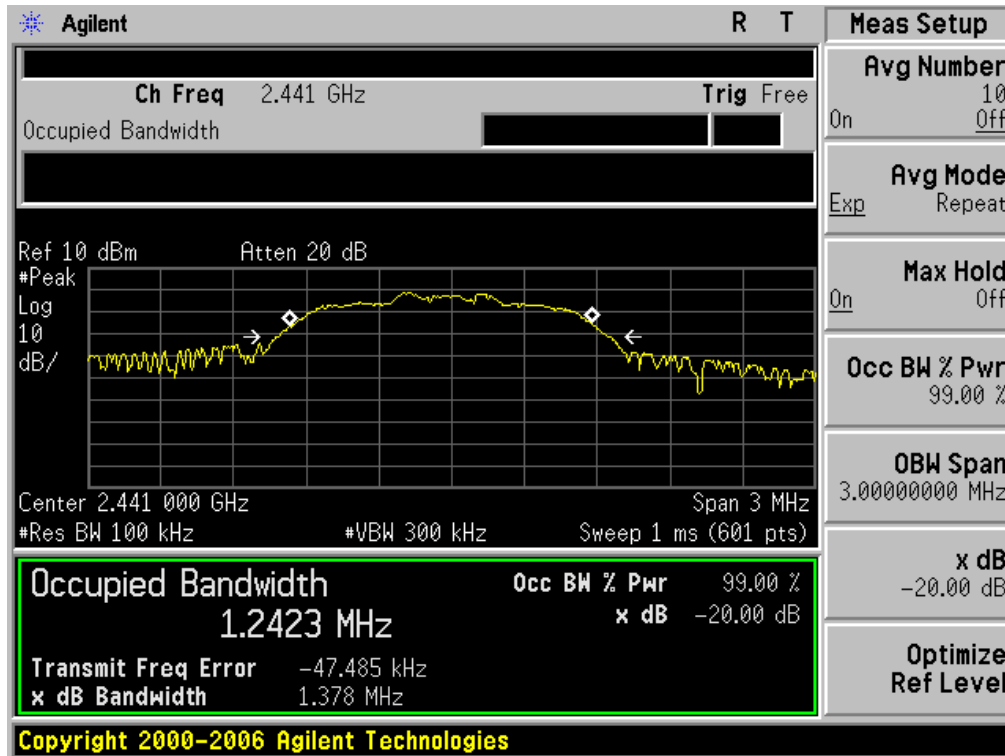 Agilent R T
Ch Freq 2.441 GHz Trig Free
Occupied Bandwidth
Ref 10 dBm Atten 20 dB
#Peak
Log
10
dB/
Center 2.441 000 GHz Span 3 MHz
#Res BW 100 kHz #VBW 300 kHz Sweep 1 ms (601 pts)
Occupied Bandwidth
1.2423 MHz
Occ BW % Pwr 99.00 %
x dB -20.00 dB
Transmit Freq Error -47.485 kHz
x dB Bandwidth 1.378 MHz
Copyright 2000-2006 Agilent Technologies
Meas Setup
Avg Number
10
On Off
Avg Mode
Exp Repeat
Max Hold
On Off
Occ BW % Pwr
99.00 %
OBW Span
3.00000000 MHz
x dB
-20.00 dB
Optimize
Ref Level